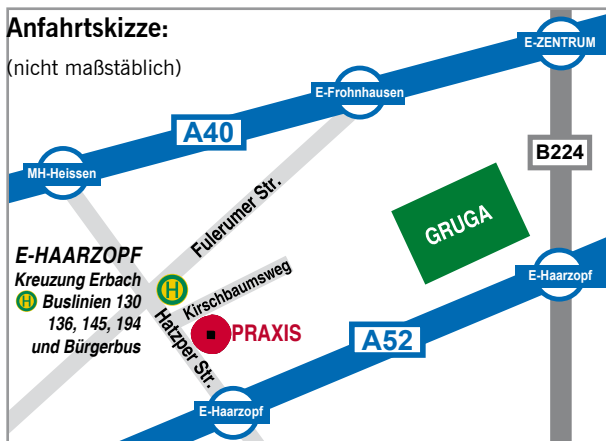 Anfahrtskizze:
(nicht maßstäblich)
E-ZENTRUM
E-Frohnhausen
A40
B224
MH-Heissen
Fulerumer Str.
GRUGA
E-HAARZOPF
Kreuzung Erbach
H Buslinien 130
136, 145, 194
und Bürgerbus
H
Kirschbaumsweg
Hatzper Str.
PRAXIS
E-Haarzopf
A52
E-Haarzopf